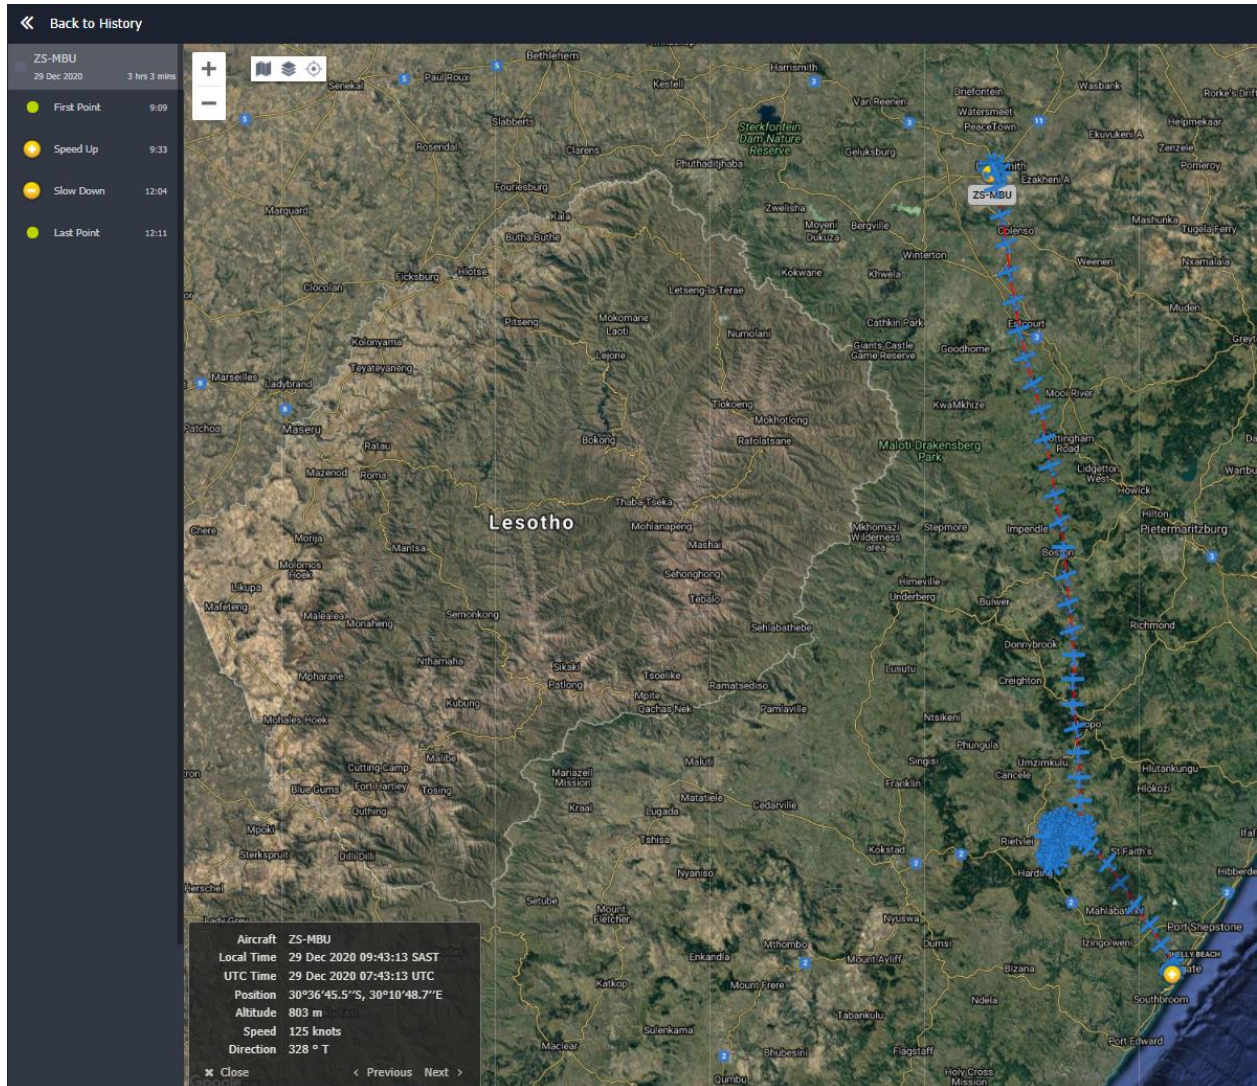 Back to History
ZS-MBU
29 Dec 2020 3 hrs 3 mins
First Point 9:09
Speed Up 9:33
Slow Down 12:04
Last Point 12:11
Bethlehem
Harrismith
Senekal
Paul Roux
Kestell
Driefontein
Wasbank
Rorke's Drift
Van Reenen
Watersmeet
Slabberts
PeaceTown
Helpmekaar
Sterkfontein
Dam Nature
Reserve
Ekuvukeni A
Rosendal
Clarens
Geluksburg
Zenzele
Phuthaditjhaba
Pomeroy
Ezakheni A
Fouriesburg
ZS-MBU
Marquard
Kala
Zwelisha
Mashunka
Butha Buthe
Moyeni
Dukuza
Bergville
Colenso
Tugela Ferry
Winterton
Weenen
Nxamalala
Ficksburg
Hlotse
Kokwane
Khwela
Clocolan
Letseng-la-Terae
Muden
Pitseng
Mokomane
Laoti
Cathkin Park
Estcourt
Kolonyama
Numolani
Giants Castle
Game Reserve
Goodhome
Lejone
Teyateyaneng
Marseilles
Ladybrand
Mooi River
Tlokoeng
KwaMkhize
Mokhotlong
Maseru
Bokong
Rafolatsane
Maloti-Drakensberg
Park
Ratau
Road
Mazenod
Roma
Lidgetton
West
Howick
Thaba-Tseka
Hilton
Lesotho
Mohlanapeng
Mkhomazi
Wilderness
area
Stepmore
Impendle
Pietermaritzburg
Chere
Morija
Mantsa
Mashai
Boston
Molomos
Hoek
Sehonghong
Likupa
Himeville
Underberg
Bulwer
Mafeteng
Tebalo
Malealea
Monaheng
Semonkong
Sehlabathebe
Richmond
Donnybrook
Nthamaha
Sikaki
Lusutu
Mpharane
Patlong
Tsoelike
Creighton
Kubung
Mpite
Ramatsediso
Qachas Nek
Pamlaville
Mohales Hoek
Ntsikeni
Ixopo
Malibe
Phungula
Cutting Camp
Maluti
Singisi
Umzimkulu
Mariazell
Mission
Cancele
Hlutankungu
Blue Gums
Fort Hartley
Tosing
Franklin
Hlokozi
Kraal
Matatiele
Cedarville
Quthing
Lugada
Mpoki
Tshisa
Rietvlei
Sterkspruit
Dilli Dilli
Kokstad
St Faith's
Nyaniso
Harding
Hibberdene
Herschel
Setube
Mahlabathini
Lady Grey
Mount
Fletcher
Nyuswa
Port Shepstone
Mthombo
Dumsi
Izingolweni
SHELLY BEACH
Enkandla
Mount Ayliff
Bizana
Katkop
Mount Frere
Southbroom
Ndela
Tabankulu
Sulenkama
Port Edward
Maclear
Bhubesini
Flagstaff
Qumbu
Holy Cross
Mission
Aircraft ZS-MBU
Local Time 29 Dec 2020 09:43:13 SAST
UTC Time 29 Dec 2020 07:43:13 UTC
Position 30°36'45.5''S, 30°10'48.7''E
Altitude 803 m
Speed 125 knots
Direction 328 ° T
✖ Close < Previous Next >
Google